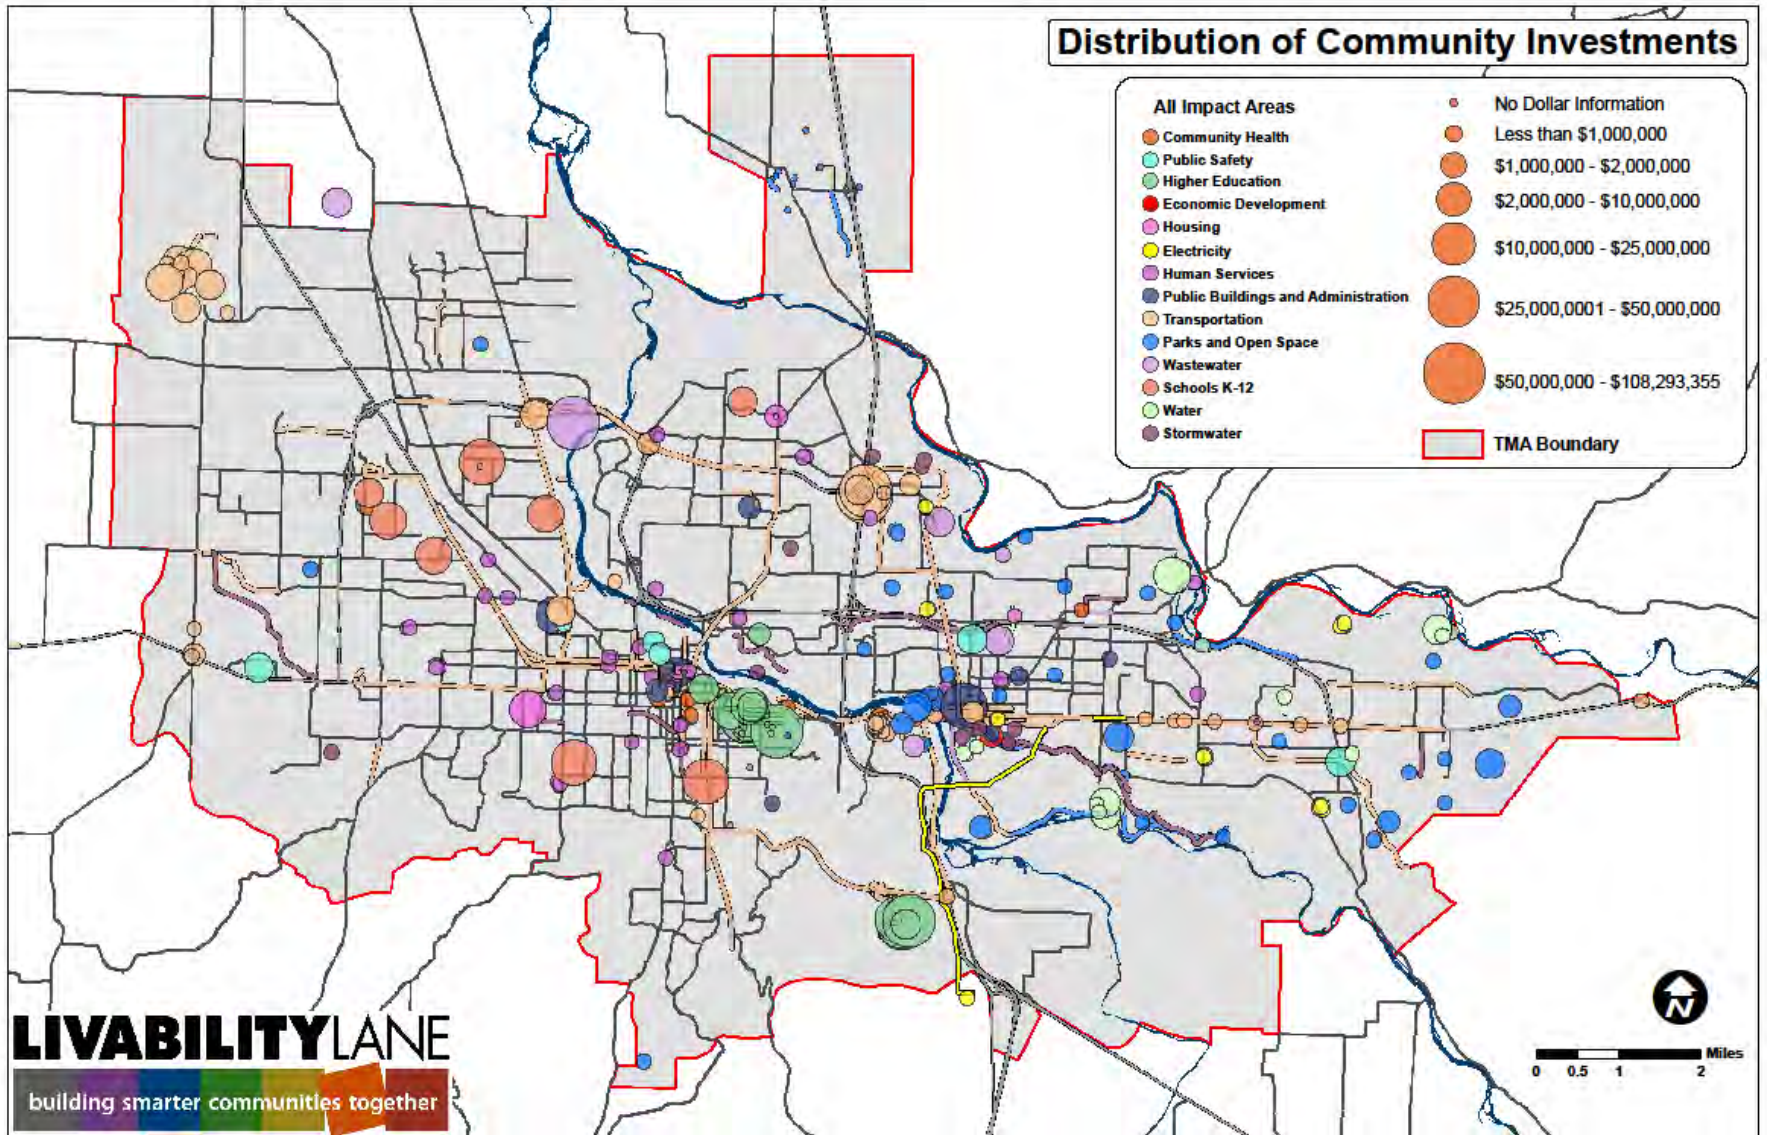 Distribution of Community Investments
All Impact Areas
Community Health
Public Safety
Higher Education
Economic Development
Housing
Electricity
Human Services
Public Buildings and Administration
Transportation
Parks and Open Space
Wastewater
Schools K-12
Water
Stormwater
No Dollar Information
Less than $1,000,000
$1,000,000 - $2,000,000
$2,000,000 - $10,000,000
$10,000,000 - $25,000,000
$25,000,0001 - $50,000,000
$50,000,000 - $108,293,355
TMA Boundary
N
Miles
0 0.5 1 2
LIVABILITYLANE
building smarter communities together